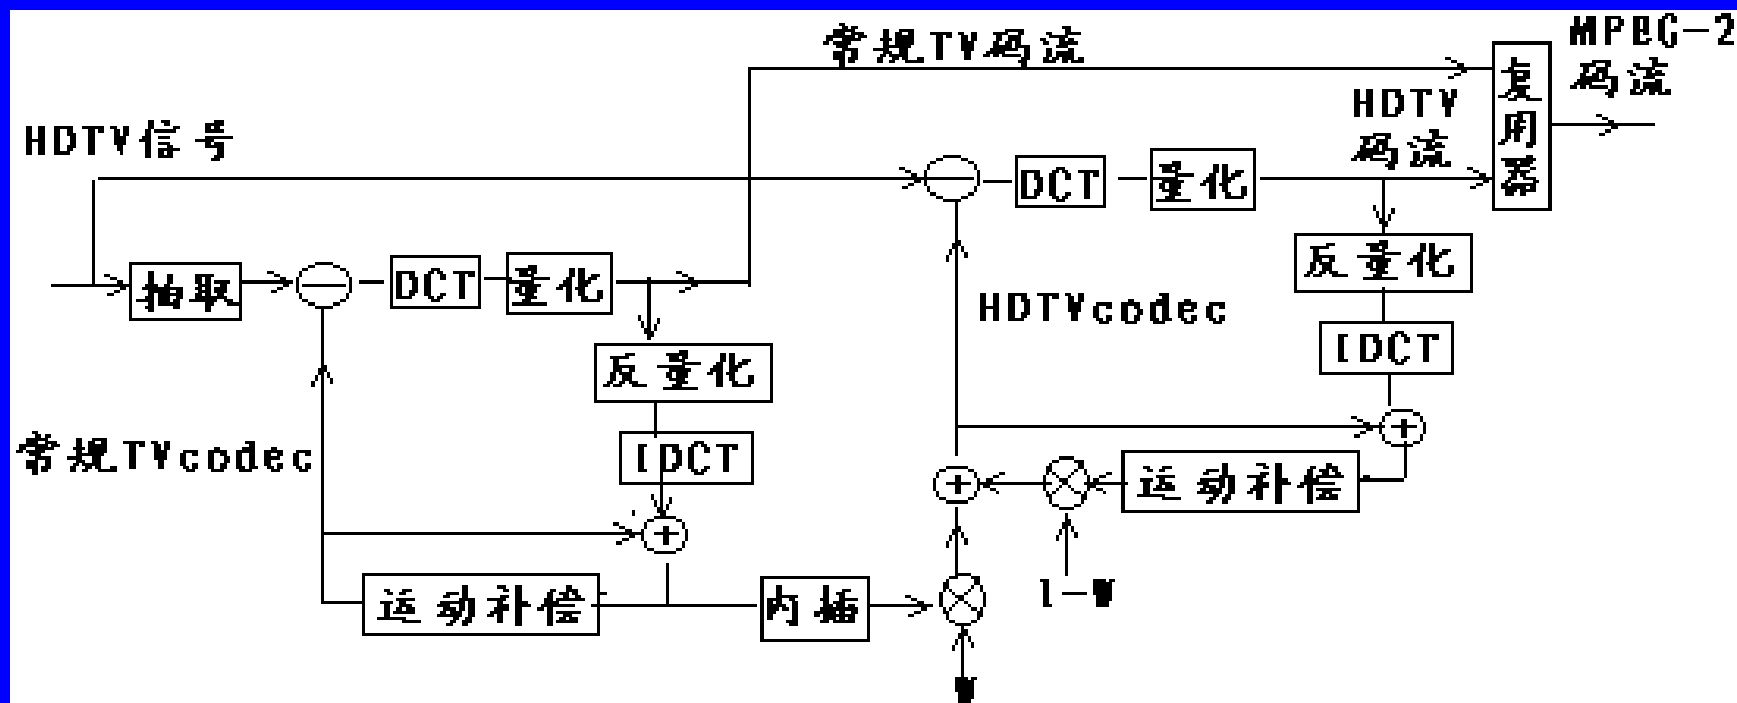 常规TV码流
MPEG-2
码流
复用器
HDTV
码流
HDTV信号
DCT
量化
抽取
DCT
量化
反量化
HDTVcodec
IDCT
反量化
常规TVcodec
IDCT
+
+
运动补偿
+
1-W
运动补偿
内插
W